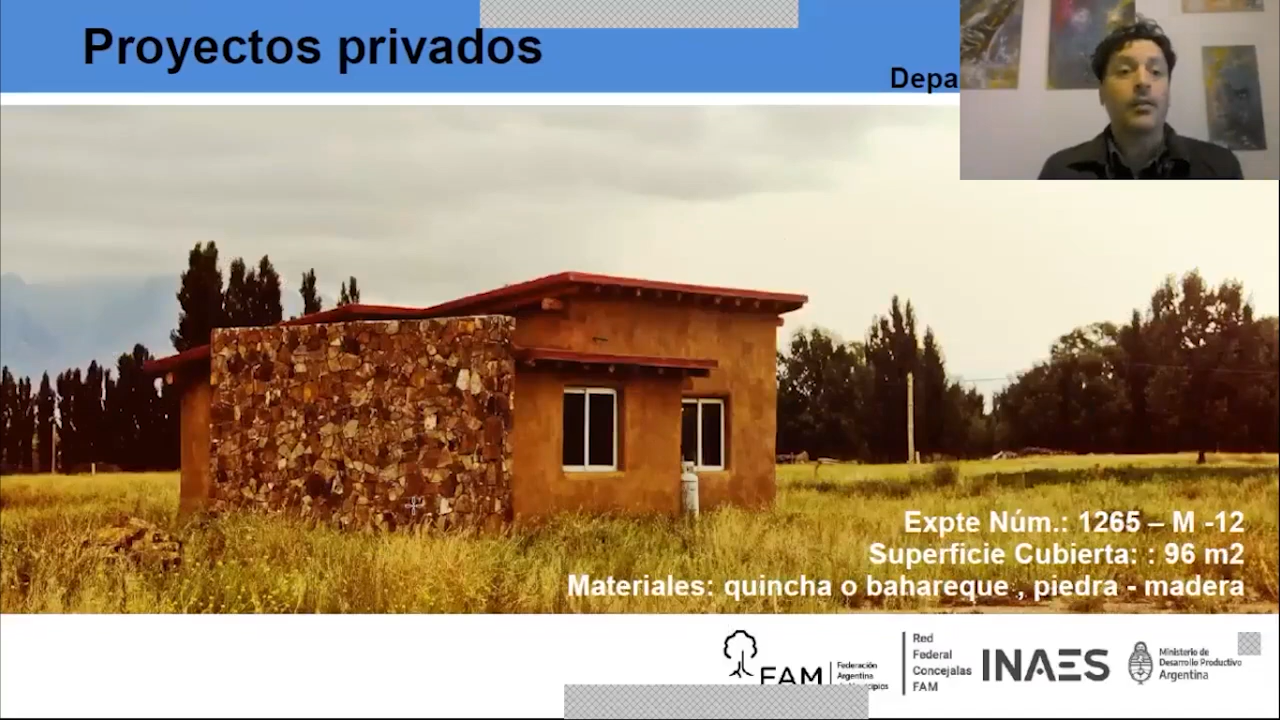 Proyectos privados
Depa
Expte Núm.: 1265 – M -12
Superficie Cubierta: : 96 m2
Materiales: quincha o bahareque , piedra - madera
FAM
Federación
Argentina
Red
Federal
Concejalas
FAM
INAES
Ministerio de
Desarrollo Productivo
Argentina